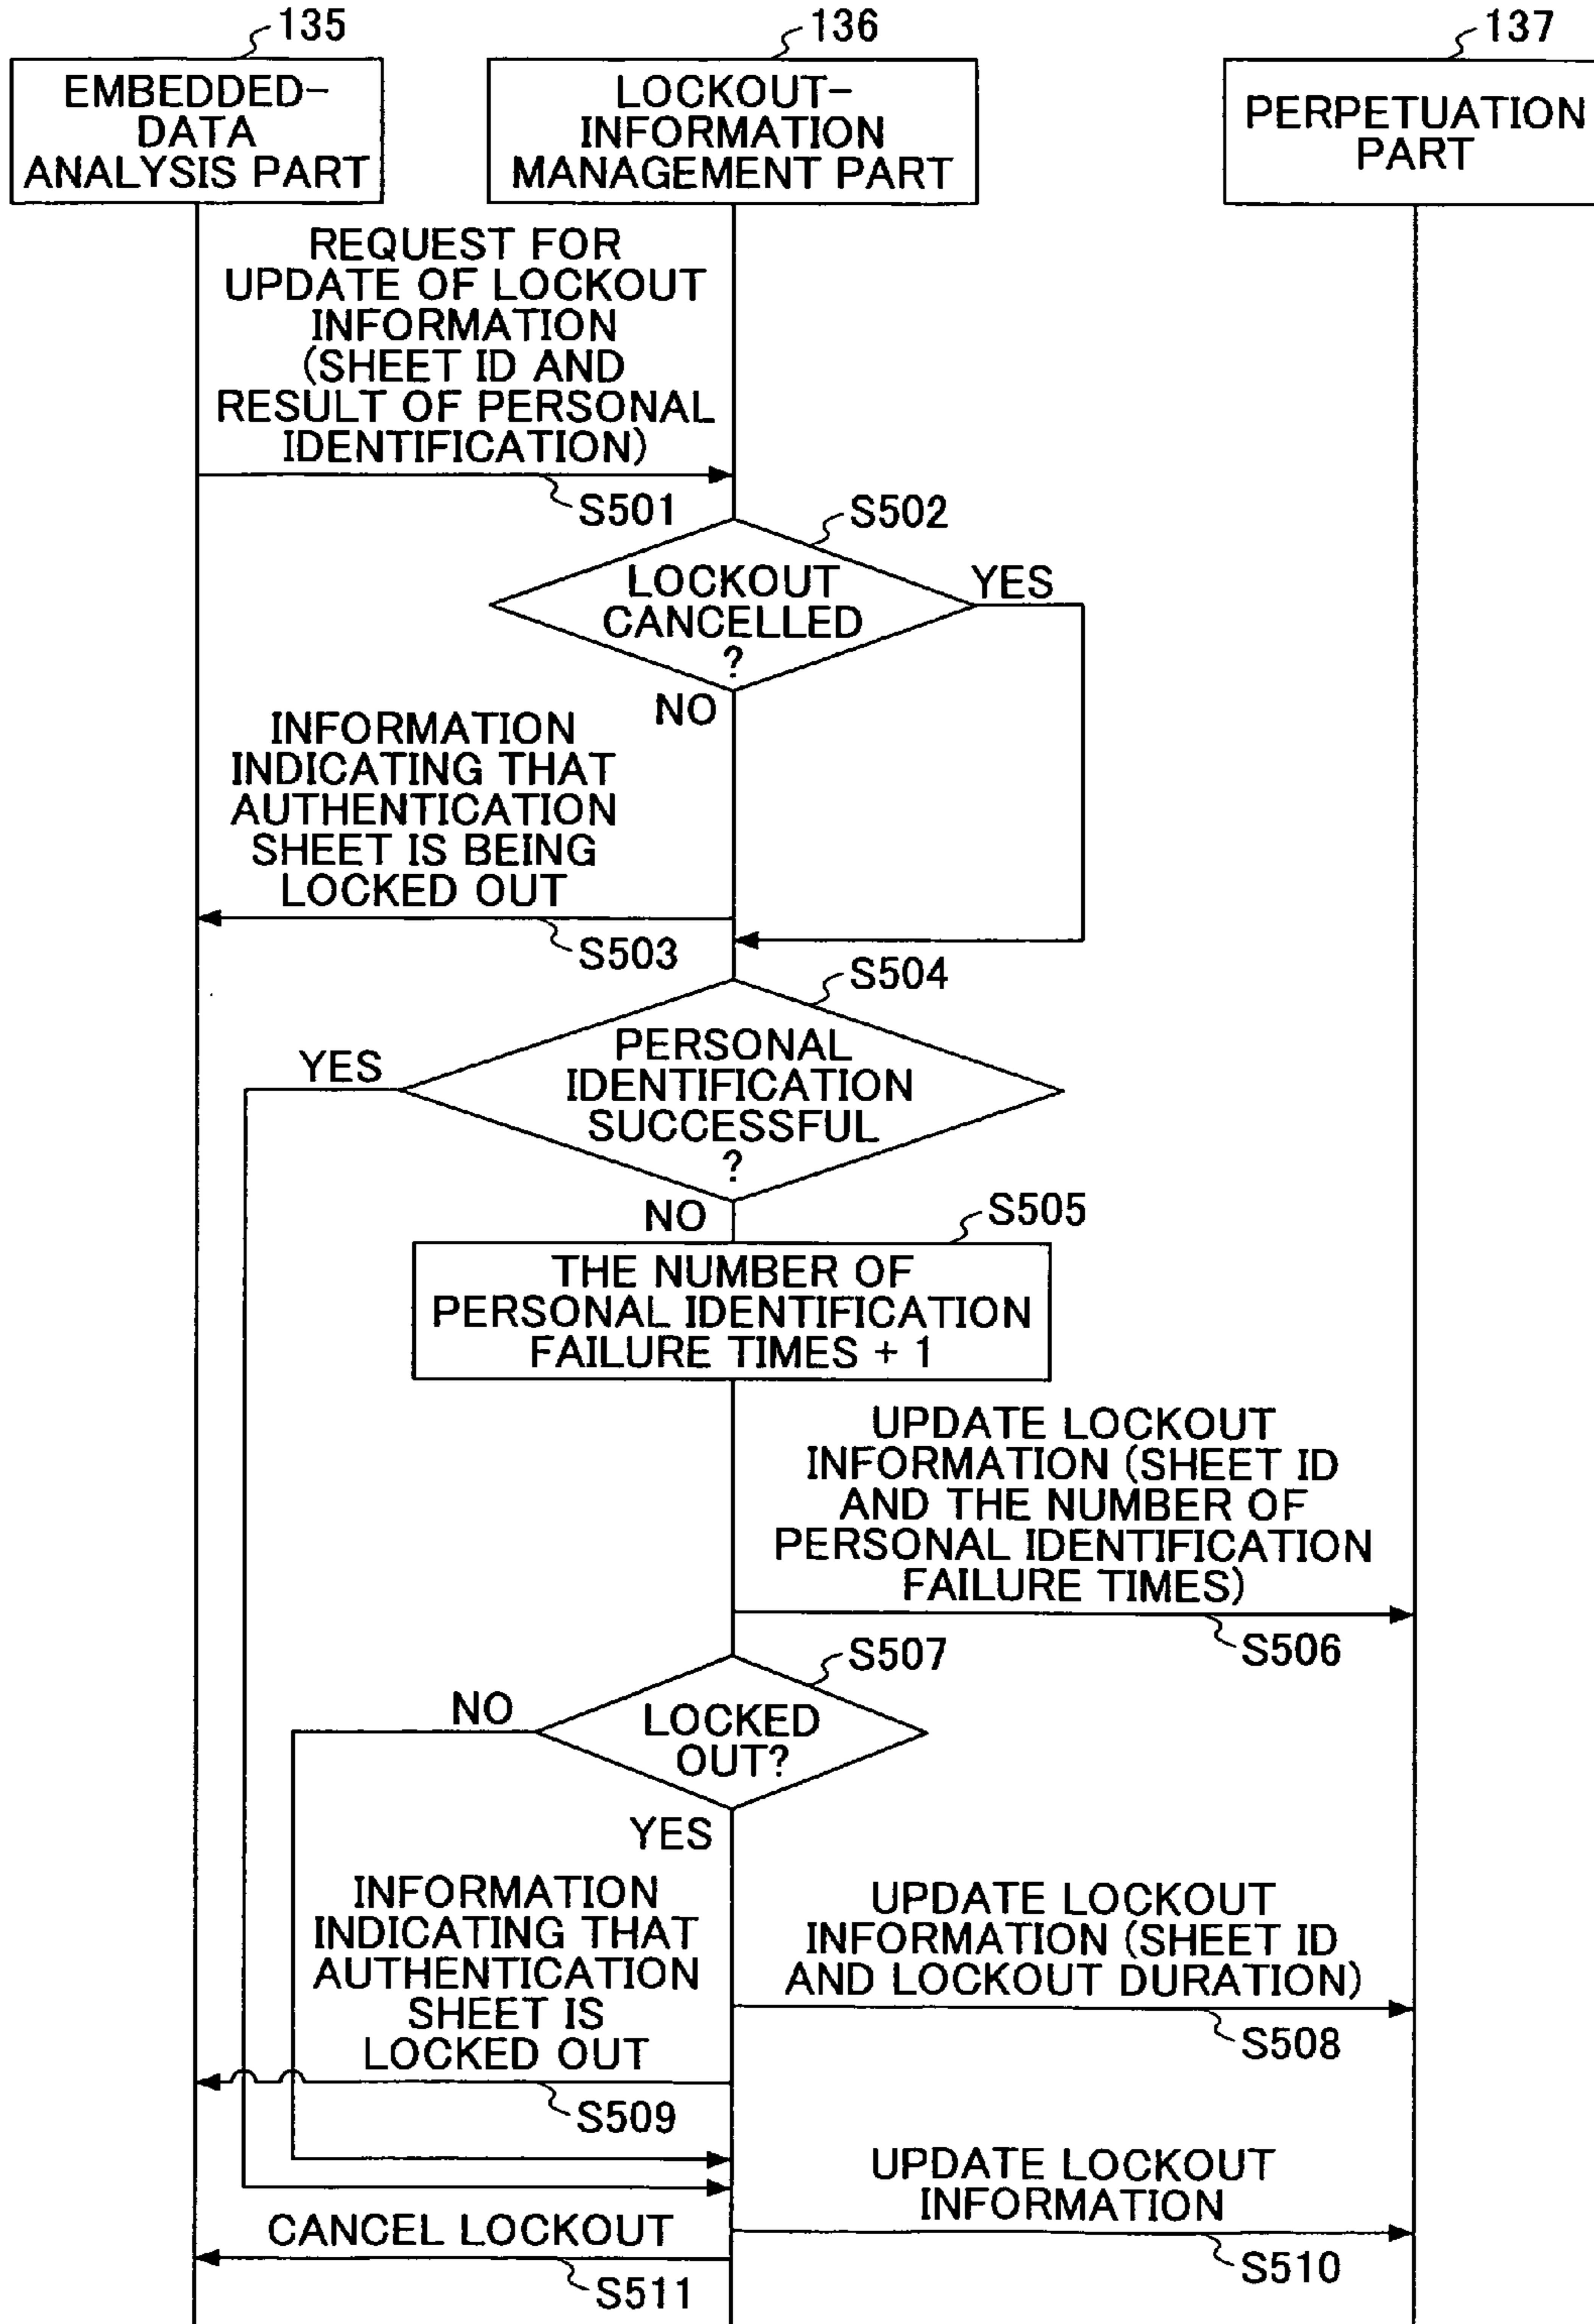 135
136
137
EMBEDDED-
DATA
ANALYSIS PART
LOCKOUT-
INFORMATION
MANAGEMENT PART
PERPETUATION
PART
REQUEST FOR
UPDATE OF LOCKOUT
INFORMATION
(SHEET ID AND
RESULT OF PERSONAL
IDENTIFICATION)
S501
S502
LOCKOUT
CANCELLED
?
YES
NO
INFORMATION
INDICATING THAT
AUTHENTICATION
SHEET IS BEING
LOCKED OUT
S503
S504
PERSONAL
IDENTIFICATION
SUCCESSFUL
?
YES
NO
S505
THE NUMBER OF
PERSONAL IDENTIFICATION
FAILURE TIMES + 1
UPDATE LOCKOUT
INFORMATION (SHEET ID
AND THE NUMBER OF
PERSONAL IDENTIFICATION
FAILURE TIMES)
S506
S507
LOCKED
OUT?
NO
YES
INFORMATION
INDICATING THAT
AUTHENTICATION
SHEET IS
LOCKED OUT
UPDATE LOCKOUT
INFORMATION (SHEET ID
AND LOCKOUT DURATION)
S508
S509
UPDATE LOCKOUT
INFORMATION
CANCEL LOCKOUT
S510
S511